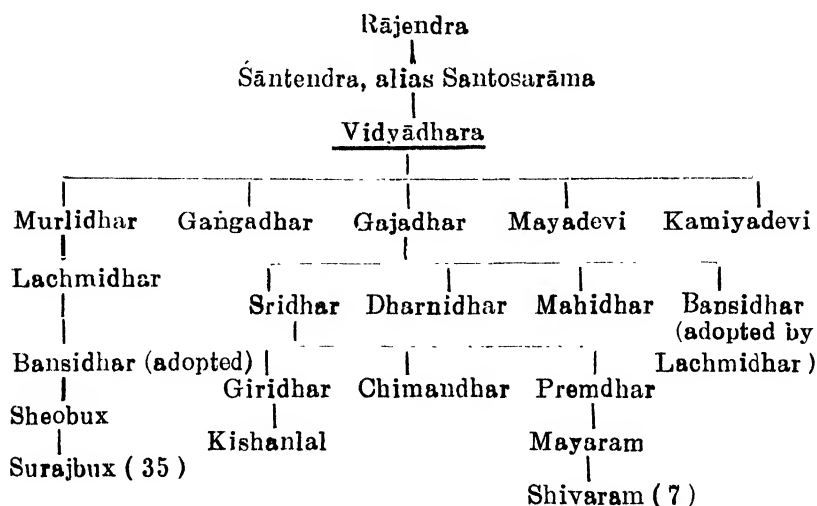 Rājendra
Śāntendra, alias Santosarāma
Vidyādhara
Murlidhar Gaṅgadhar Gajadhar Mayadevi Kamiyadevi
Lachmidhar
Sridhar Dharnidhar Mahidhar Bansidhar
(adopted by
Bansidhar (adopted) Lachmidhar)
Giridhar Chimandhar Premdhar
Sheobux Kishanlal Mayaram
Surajbux (35)
Shivaram (7)